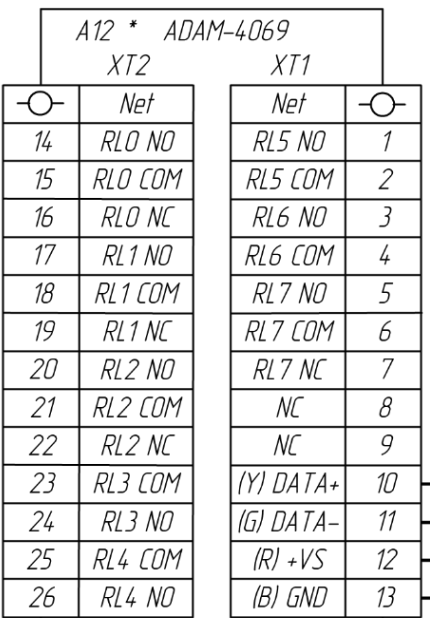 A12 * ADAM-4069
XT2 XT1
Net Net
14 RL0 NO RL5 NO 1
15 RL0 COM RL5 COM 2
16 RL0 NC RL6 NO 3
17 RL1 NO RL6 COM 4
18 RL1 COM RL7 NO 5
19 RL1 NC RL7 COM 6
20 RL2 NO RL7 NC 7
21 RL2 COM NC 8
22 RL2 NC NC 9
23 RL3 COM (Y) DATA+ 10
24 RL3 NO (G) DATA- 11
25 RL4 COM (R) +VS 12
26 RL4 NO (B) GND 13